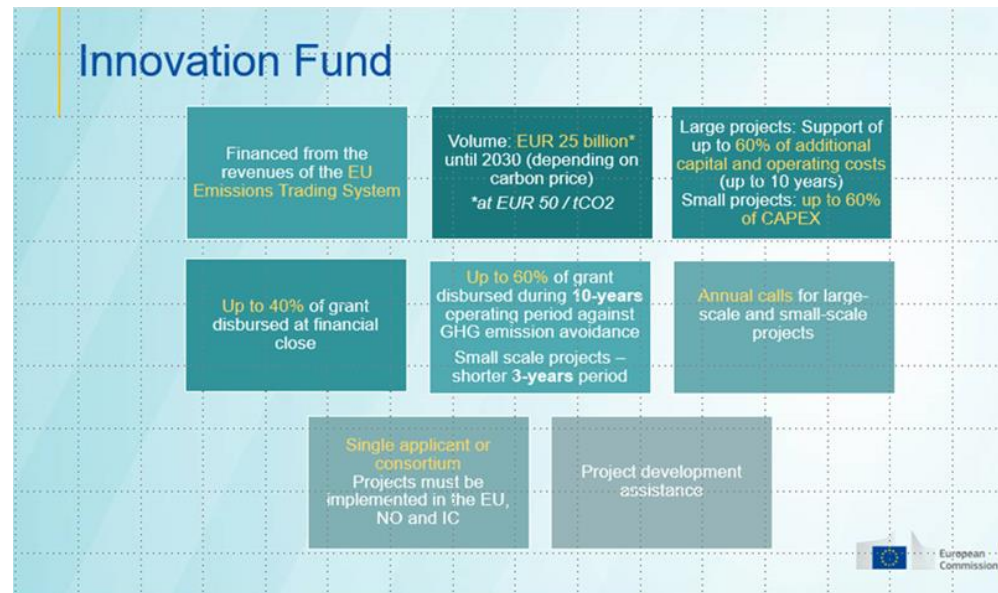 Innovation Fund
Financed from the
revenues of the EU
Emissions Trading System
Volume: EUR 25 billion*
until 2030 (depending on
carbon price)
*at EUR 50 / tCO2
Large projects: Support of
up to 60% of additional
capital and operating costs
(up to 10 years)
Small projects: up to 60%
of CAPEX
Up to 40% of grant
disbursed at financial
close
Up to 60% of grant
disbursed during 10-years
operating period against
GHG emission avoidance
Small scale projects –
shorter 3-years period
Annual calls for large-
scale and small-scale
projects
Single applicant or
consortium
Projects must be
implemented in the EU,
NO and IC
Project development
assistance
European
Commission